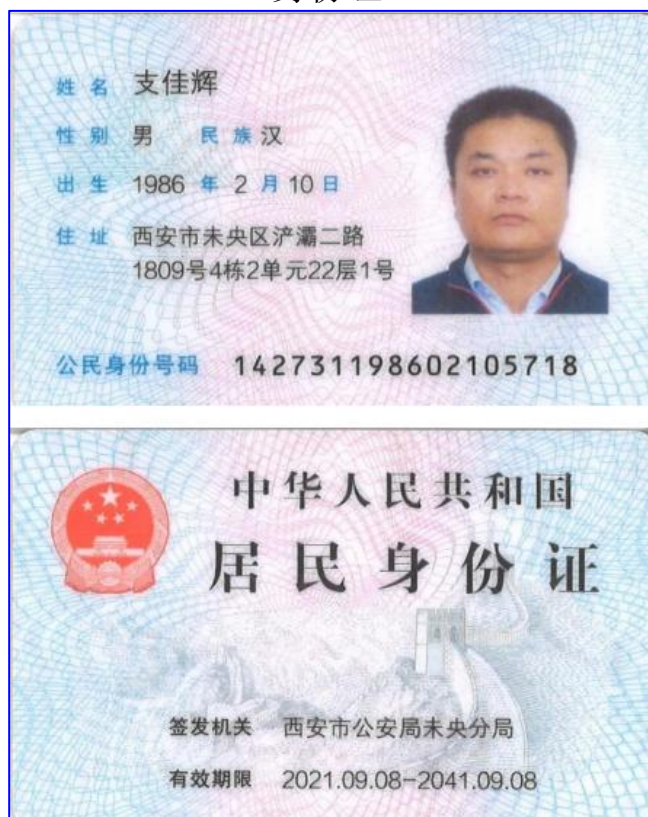 姓名 支佳辉
性别 男 民族 汉
出生 1986 年 2 月 10 日
住址 西安市未央区浐灞二路
1809号4栋2单元22层1号
公民身份号码 142731198602105718
中华人民共和国
居民身份证
签发机关 西安市公安局未央分局
有效期限 2021.09.08-2041.09.08